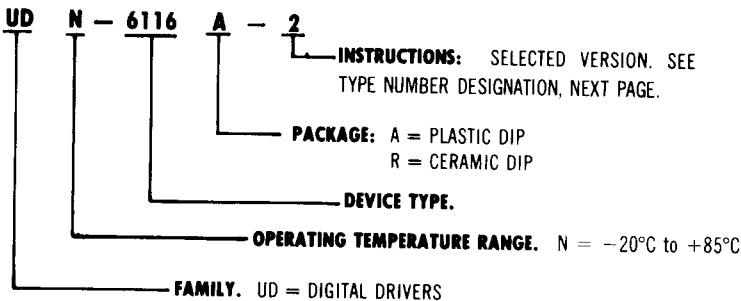 UD N – 6116 A – 2
INSTRUCTIONS: SELECTED VERSION. SEE
TYPE NUMBER DESIGNATION, NEXT PAGE.
PACKAGE: A = PLASTIC DIP
R = CERAMIC DIP
DEVICE TYPE.
OPERATING TEMPERATURE RANGE. N = −20°C to +85°C
FAMILY. UD = DIGITAL DRIVERS